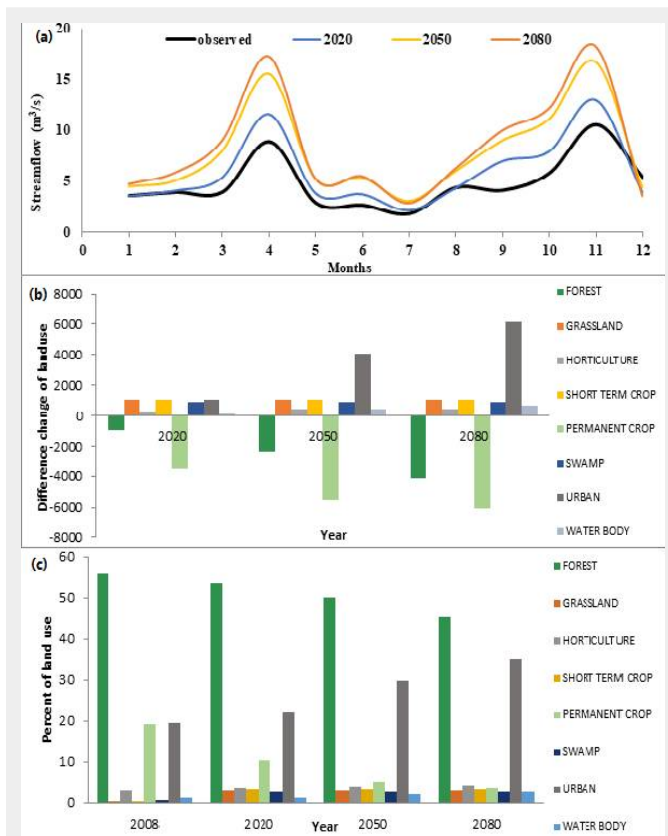 (a)
20
observed 2020 2050 2080
15
10
5
0
Streamflow (m³/s)
0 1 2 3 4 5 6 7 8 9 10 11 12
Months
(b)
8000
6000
4000
2000
0
-2000
-4000
-6000
-8000
Difference change of landuse
2020 2050 2080
Year
FOREST
GRASSLAND
HORTICULTURE
SHORT TERM CROP
PERMANENT CROP
SWAMP
URBAN
WATER BODY
(c)
60
50
40
30
20
10
0
Percent of land use
2008 2020 2050 2080
Year
FOREST
GRASSLAND
HORTICULTURE
SHORT TERM CROP
PERMANENT CROP
SWAMP
URBAN
WATER BODY